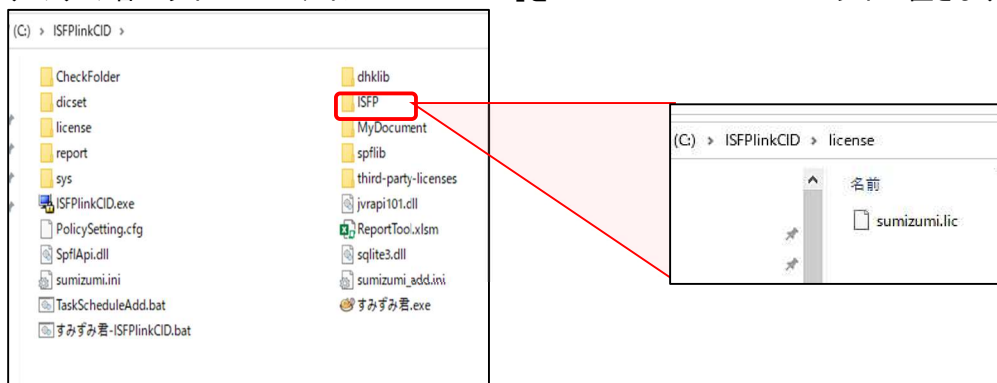 (C:) > ISFPlinkCID >
CheckFolder
dicset
license
report
sys
ISFPlinkCID.exe
PolicySetting.cfg
SpflApi.dll
sumizumi.ini
TaskScheduleAdd.bat
すみずみ君-ISFPlinkCID.bat
dhklib
ISFP
MyDocument
spflib
third-party-licenses
jvrapi101.dll
ReportTool.xlsm
sqlite3.dll
sumizumi_add.ini
すみずみ君.exe
(C:) > ISFPlinkCID > license
名前
sumizumi.lic